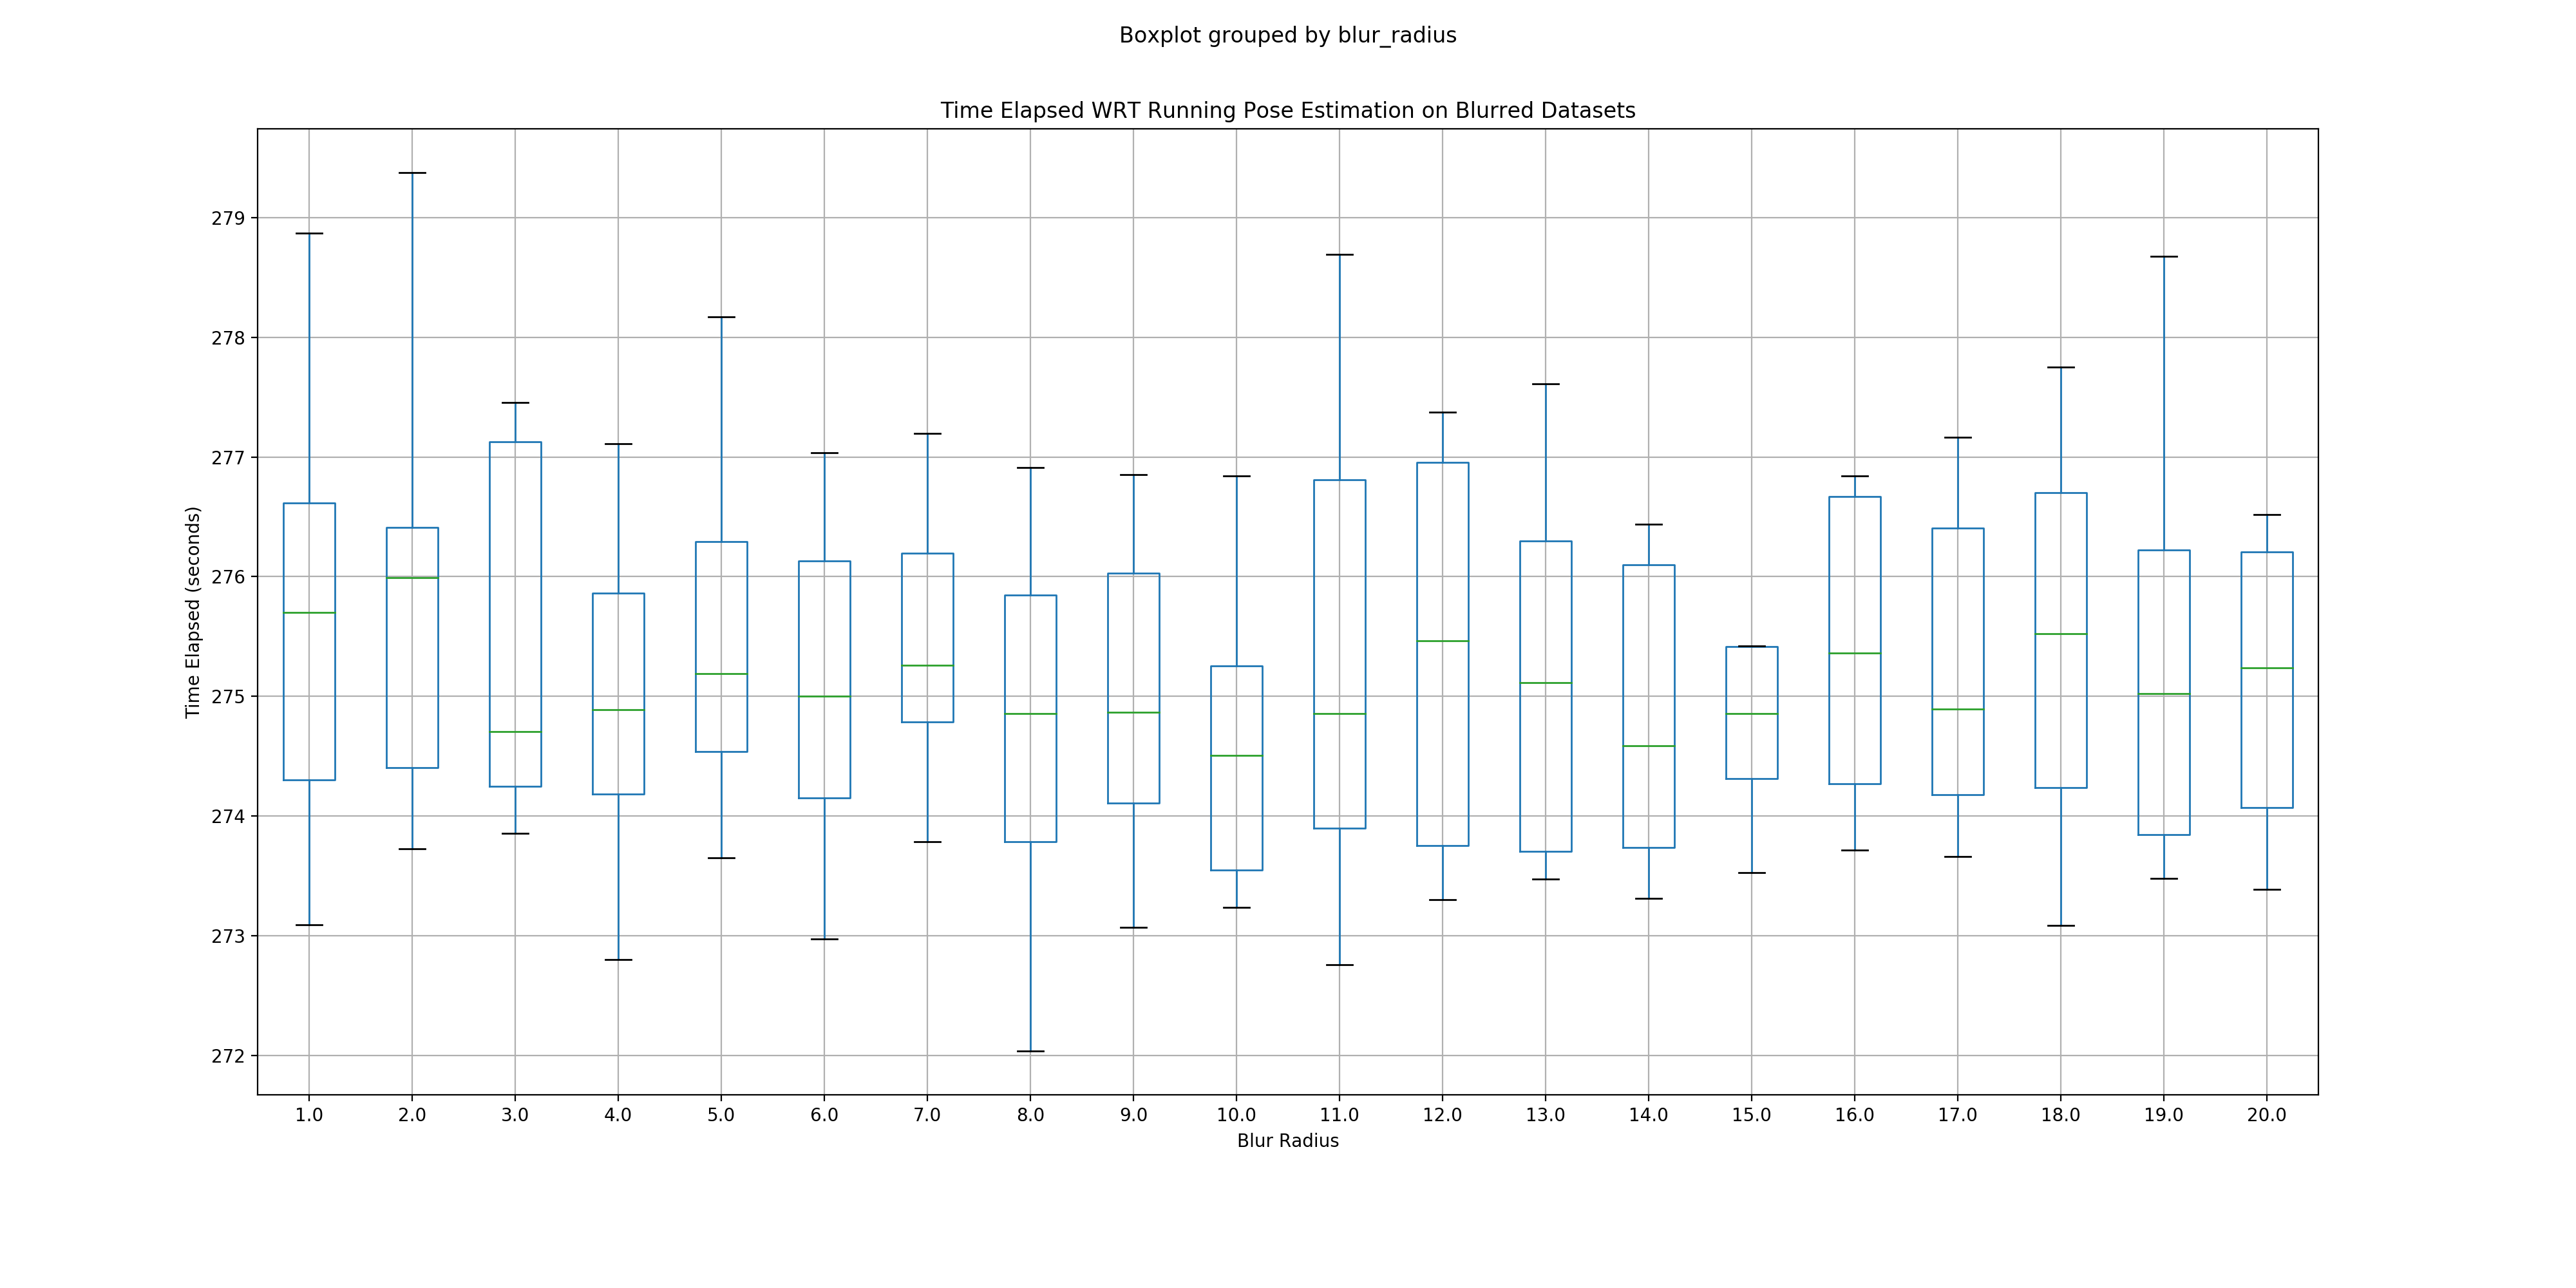 Boxplot grouped by blur_radius
Time Elapsed WRT Running Pose Estimation on Blurred Datasets
279
278
277
276
275
274
273
272
Time Elapsed (seconds)
1.0 2.0 3.0 4.0 5.0 6.0 7.0 8.0 9.0 10.0 11.0 12.0 13.0 14.0 15.0 16.0 17.0 18.0 19.0 20.0
Blur Radius